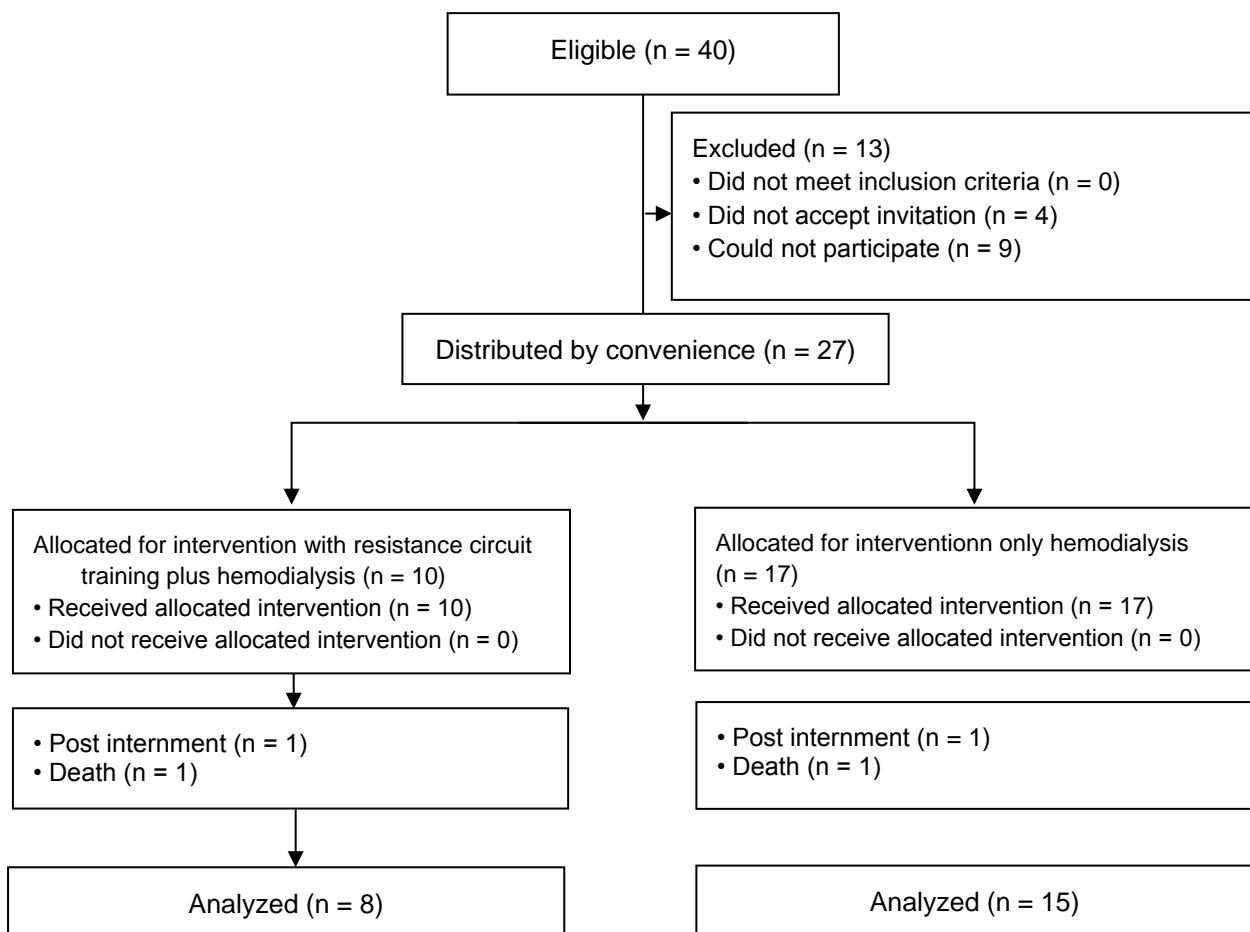 Eligible (n = 40)
Excluded (n = 13)
• Did not meet inclusion criteria (n = 0)
• Did not accept invitation (n = 4)
• Could not participate (n = 9)
Distributed by convenience (n = 27)
Allocated for intervention with resistance circuit
training plus hemodialysis (n = 10)
• Received allocated intervention (n = 10)
• Did not receive allocated intervention (n = 0)
Allocated for interventionn only hemodialysis
(n = 17)
• Received allocated intervention (n = 17)
• Did not receive allocated intervention (n = 0)
• Post internment (n = 1)
• Death (n = 1)
• Post internment (n = 1)
• Death (n = 1)
Analyzed (n = 8)
Analyzed (n = 15)